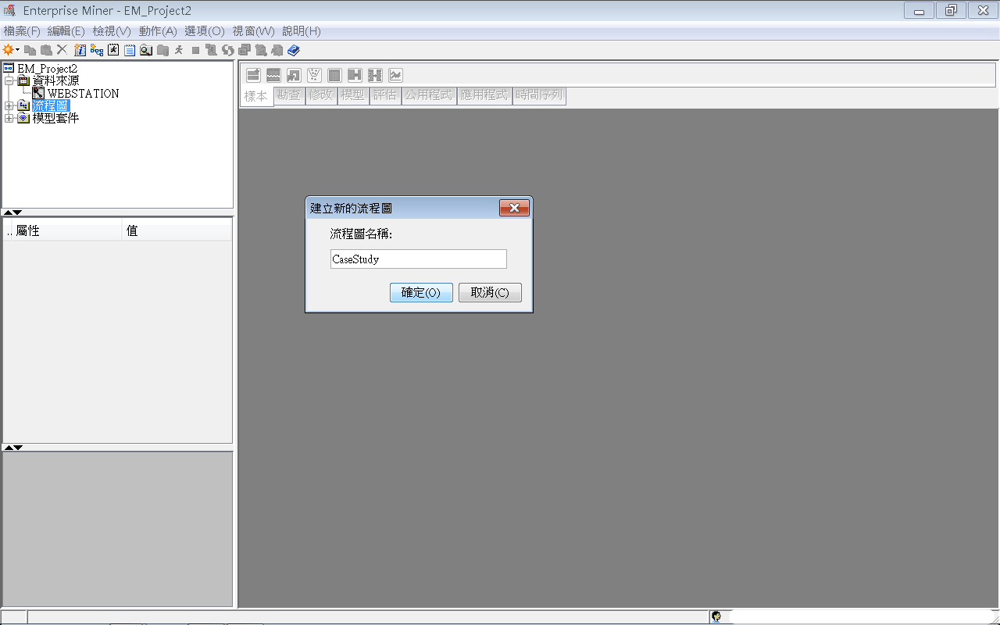 Enterprise Miner - EM_Project2
檔案(F) 編輯(E) 檢視(V) 動作(A) 選項(O) 視窗(W) 說明(H)
EM_Project2
資料來源
WEBSTATION
流程圖
模型套件
樣本 勘查 修改 模型 評估 公用程式 應用程式 時間序列
.. 屬性 值
建立新的流程圖
流程圖名稱:
CaseStudy
確定(O) 取消(C)